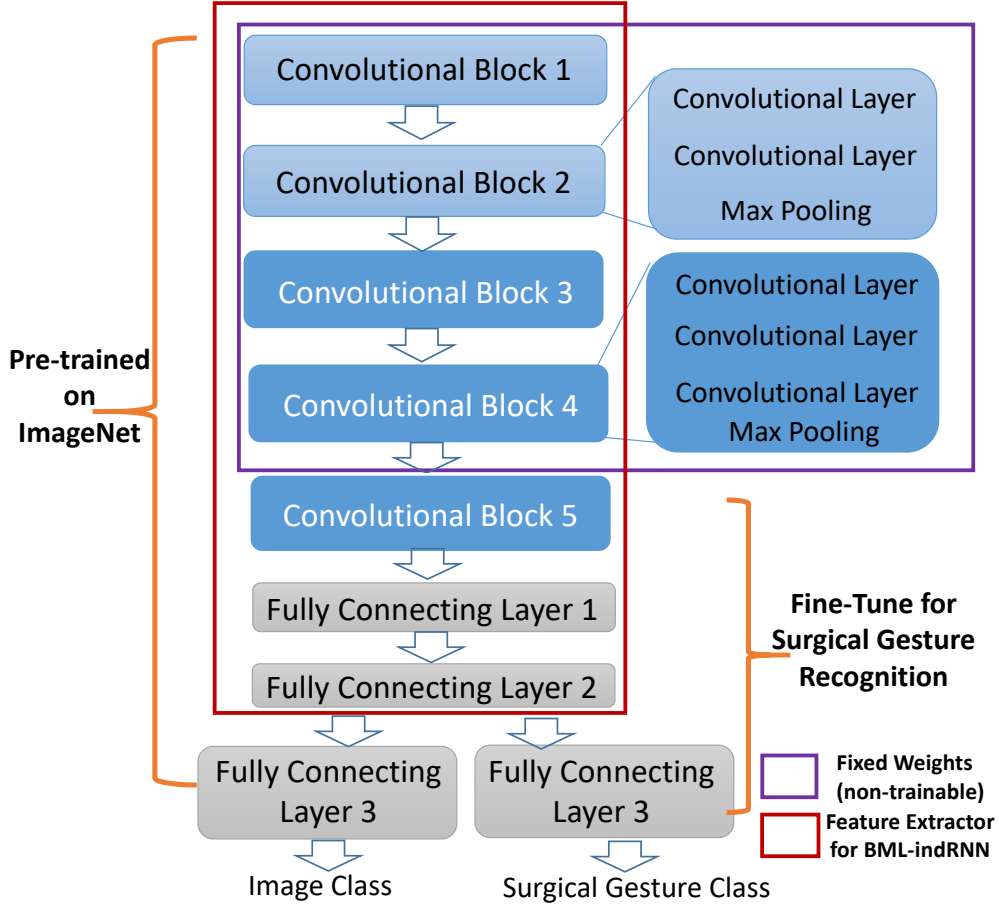 Convolutional Block 1
Convolutional Layer
Convolutional Layer
Max Pooling
Convolutional Block 2
Convolutional Block 3
Convolutional Layer
Convolutional Layer
Convolutional Layer
Max Pooling
Convolutional Block 4
Pre-trained
on
ImageNet
Convolutional Block 5
Fully Connecting Layer 1
Fully Connecting Layer 2
Fine-Tune for
Surgical Gesture
Recognition
Fully Connecting
Layer 3
Fully Connecting
Layer 3
Fixed Weights
(non-trainable)
Feature Extractor
for BML-indRNN
Image Class
Surgical Gesture Class